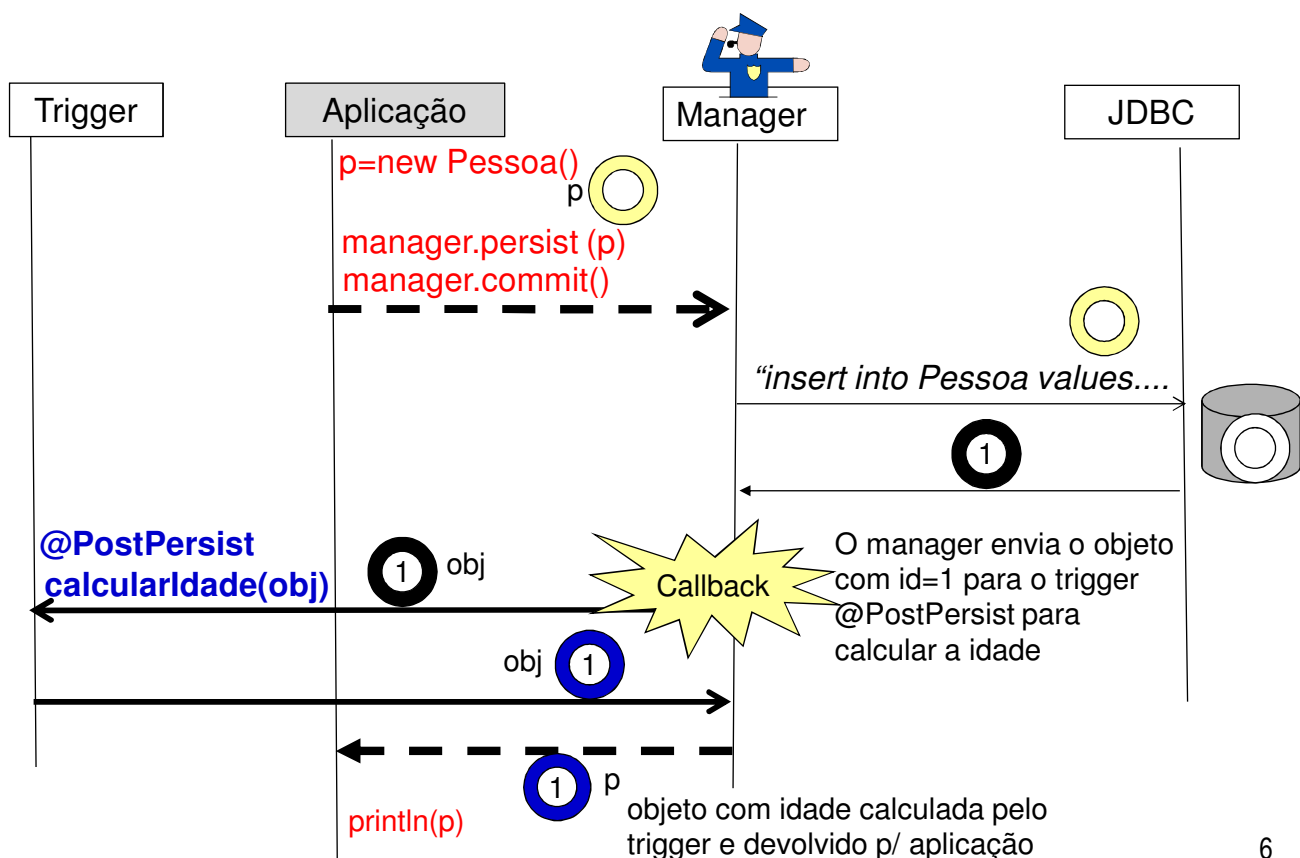 Trigger
Aplicação
Manager
JDBC
p=new Pessoa()
p
manager.persist (p)
manager.commit()
“insert into Pessoa values....
1
@PostPersist
calcularIdade(obj)
1
obj
Callback
O manager envia o objeto
com id=1 para o trigger
@PostPersist para
calcular a idade
obj
1
1
p
println(p)
objeto com idade calculada pelo
trigger e devolvido p/ aplicação
6